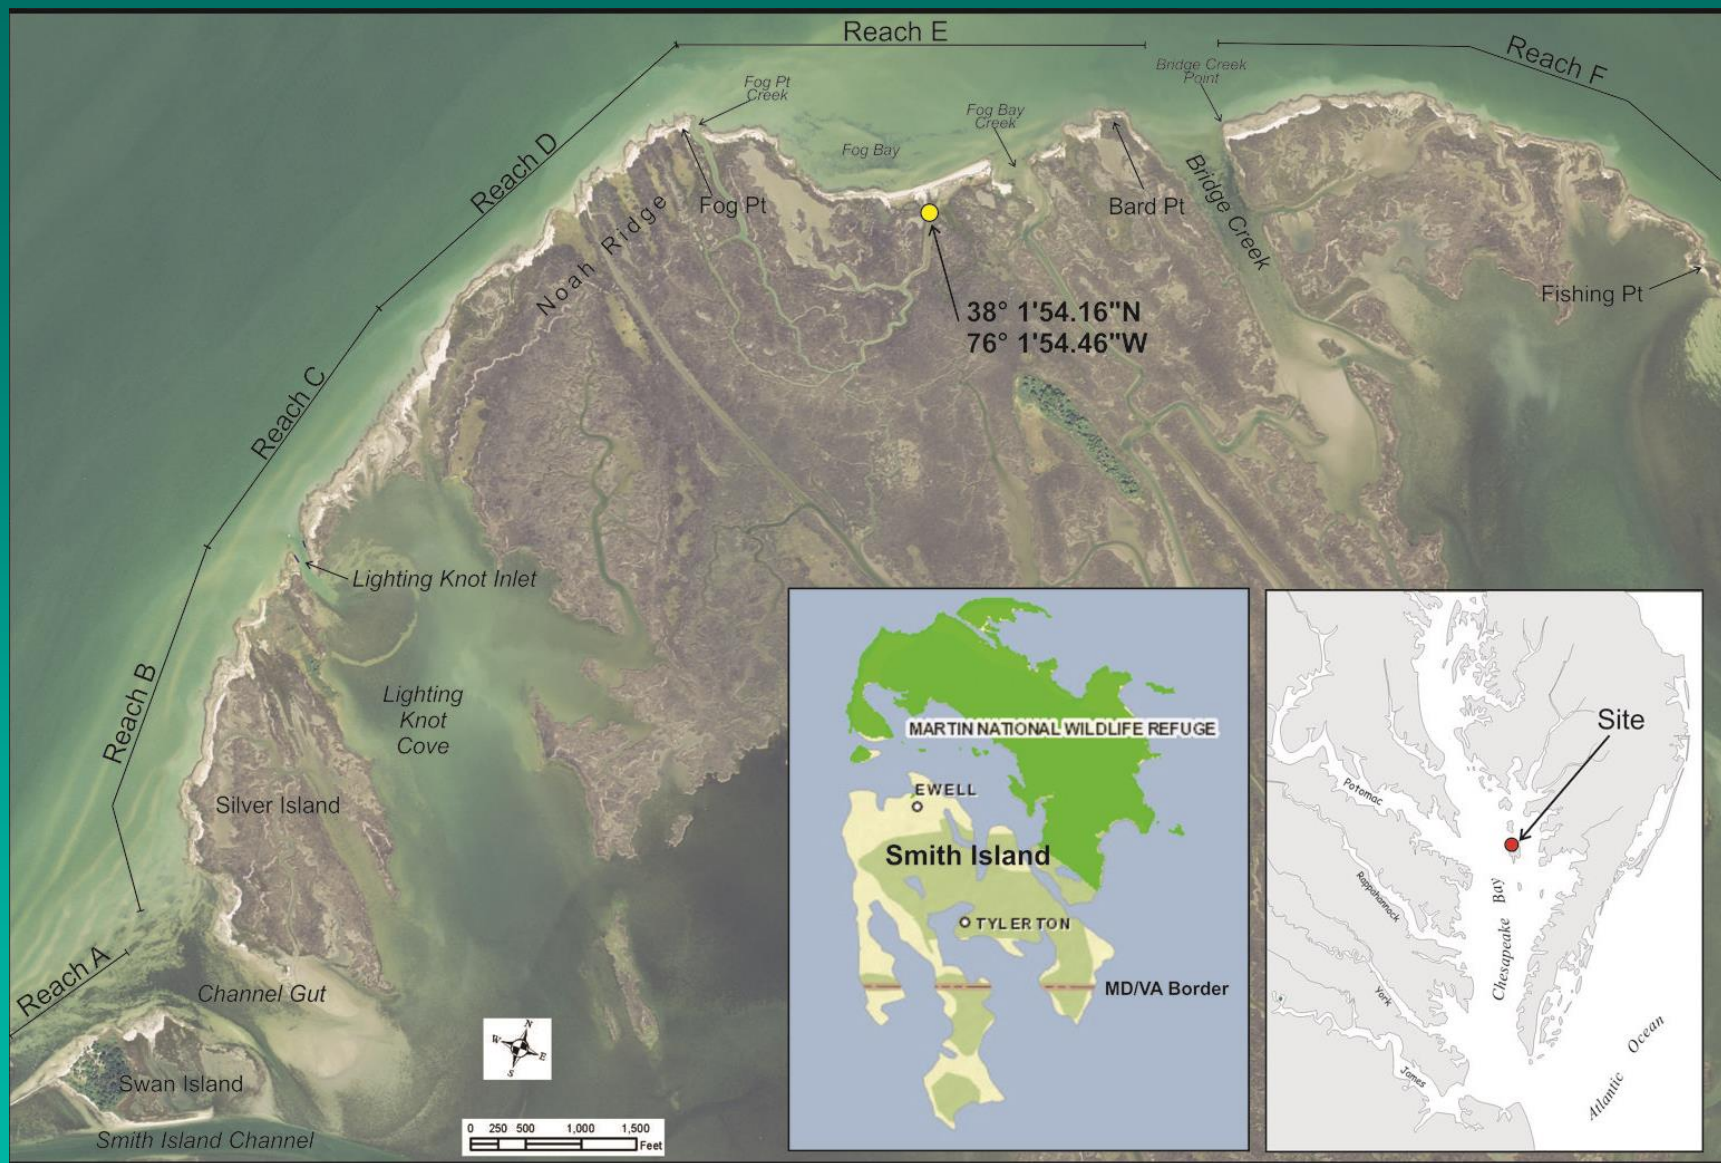 Reach E
Reach F
Bridge Creek
Point
Fog Pt
Creek
Fog Bay
Creek
Fog Bay
Reach D
Bridge Creek
Fog Pt
Bard Pt
Noah Ridge
Fishing Pt
38° 1'54.16"N
76° 1'54.46"W
Reach C
Lighting Knot Inlet
Reach B
Lighting
Knot
Cove
Silver Island
Reach A
Channel Gut
Swan Island
Smith Island Channel
N
W
E
S
0 250 500 1,000 1,500
Feet
MARTIN NATIONAL WILDLIFE REFUGE
EWELL
Smith Island
TYLERTON
MD/VA Border
Site
Potomac
Rappahannock
Chesapeake Bay
York
James
Atlantic Ocean